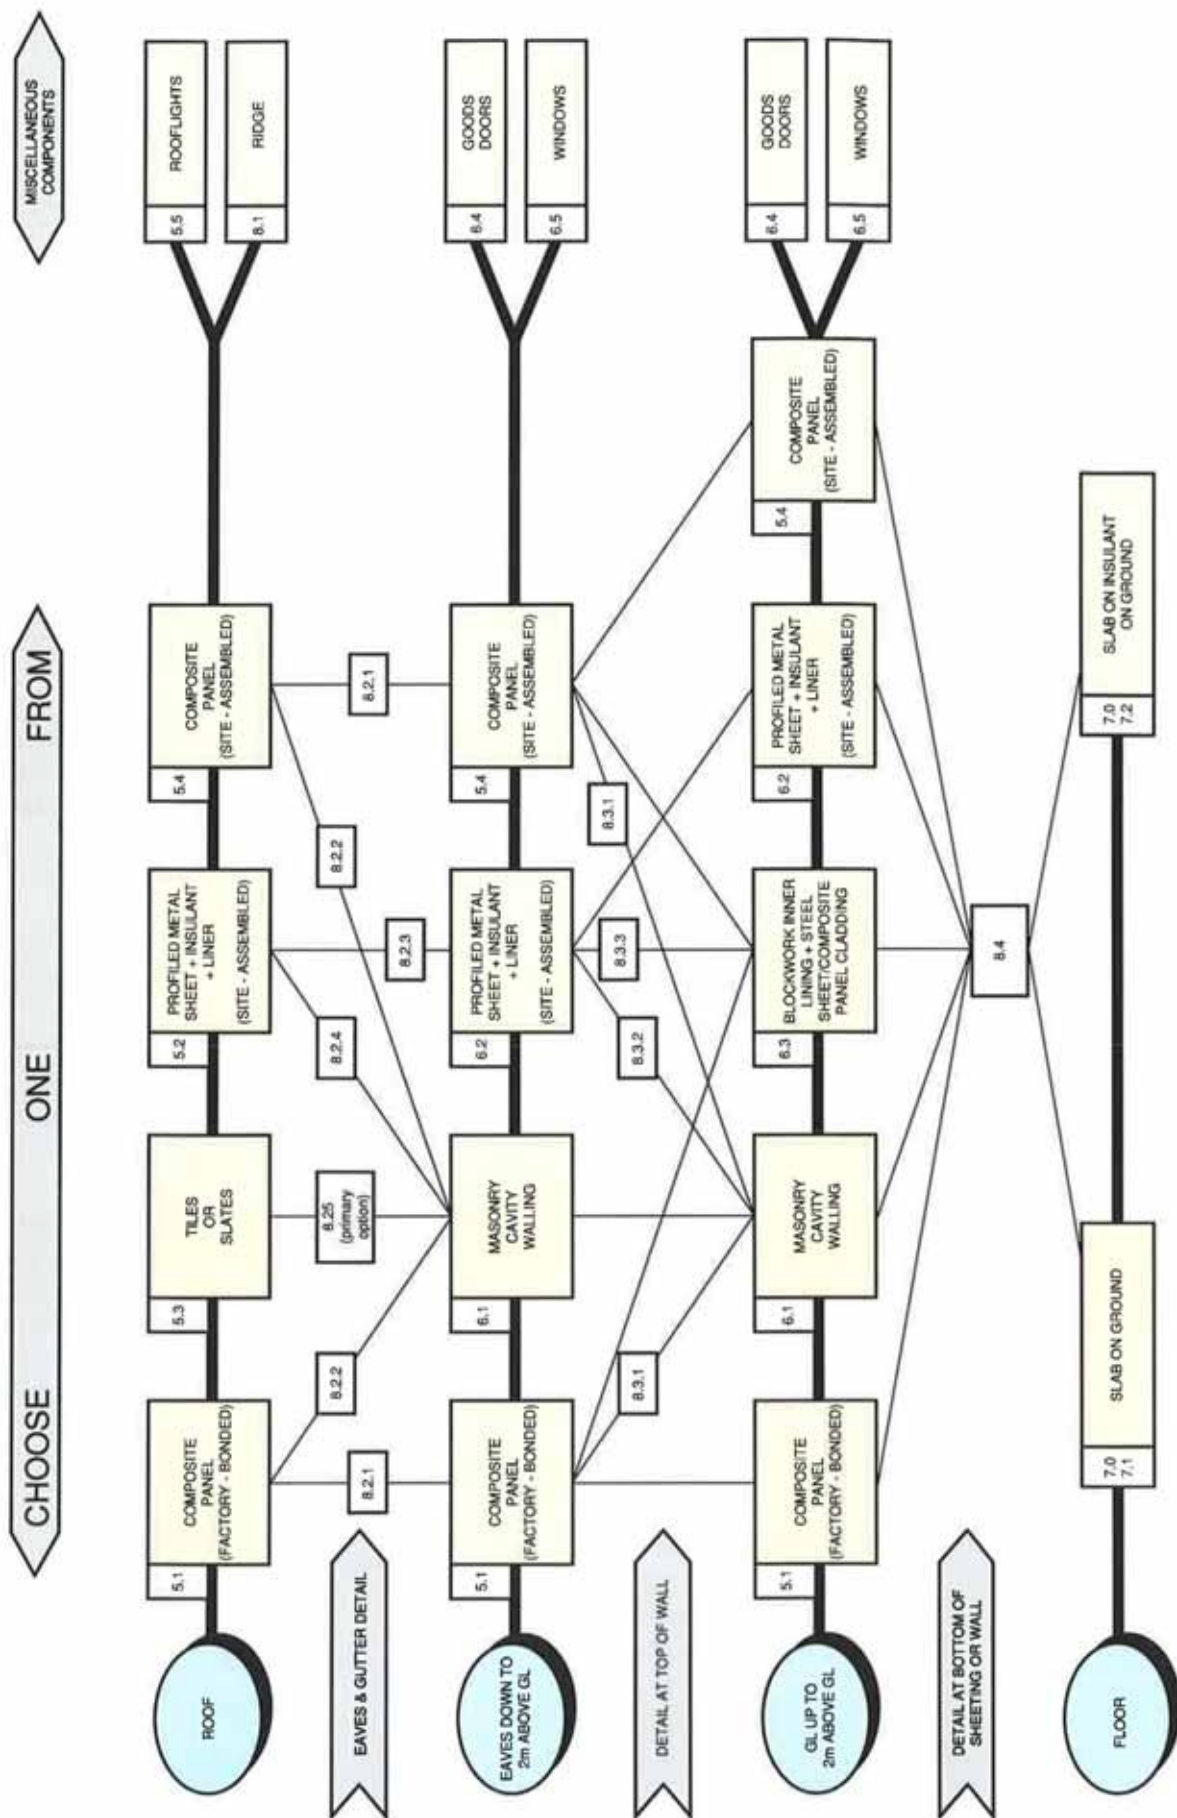 CHOOSE ONE FROM
MISCELLANEOUS
COMPONENTS
ROOF
5.1
COMPOSITE
PANEL
(FACTORY - BONDED)
5.3
TILES
OR
SLATES
5.2
PROFILED METAL
SHEET + INSULANT
+ LINER
(SITE - ASSEMBLED)
5.4
COMPOSITE
PANEL
(SITE - ASSEMBLED)
5.5
ROOFLIGHTS
8.1
RIDGE
EAVES & GUTTER DETAIL
8.2.1
8.2.2
8.25
(primary
option)
8.2.4
8.2.3
8.2.2
8.2.1
EAVES DOWN TO
2m ABOVE GL
5.1
COMPOSITE
PANEL
(FACTORY - BONDED)
6.1
MASONRY
CAVITY
WALLING
6.2
PROFILED METAL
SHEET + INSULANT
+ LINER
(SITE - ASSEMBLED)
5.4
COMPOSITE
PANEL
(SITE - ASSEMBLED)
6.4
GOODS
DOORS
6.5
WINDOWS
DETAIL AT TOP OF WALL
8.3.1
8.3.2
8.3.3
8.3.1
GL UP TO
2m ABOVE GL
5.1
COMPOSITE
PANEL
(FACTORY - BONDED)
6.1
MASONRY
CAVITY
WALLING
6.3
BLOCKWORK INNER
LINING + STEEL
SHEET/COMPOSITE
PANEL CLADDING
6.2
PROFILED METAL
SHEET + INSULANT
+ LINER
(SITE - ASSEMBLED)
5.4
COMPOSITE
PANEL
(SITE - ASSEMBLED)
6.4
GOODS
DOORS
6.5
WINDOWS
DETAIL AT BOTTOM OF
SHEETING OR WALL
8.4
FLOOR
7.0
7.1
SLAB ON GROUND
7.0
7.2
SLAB ON INSULANT
ON GROUND